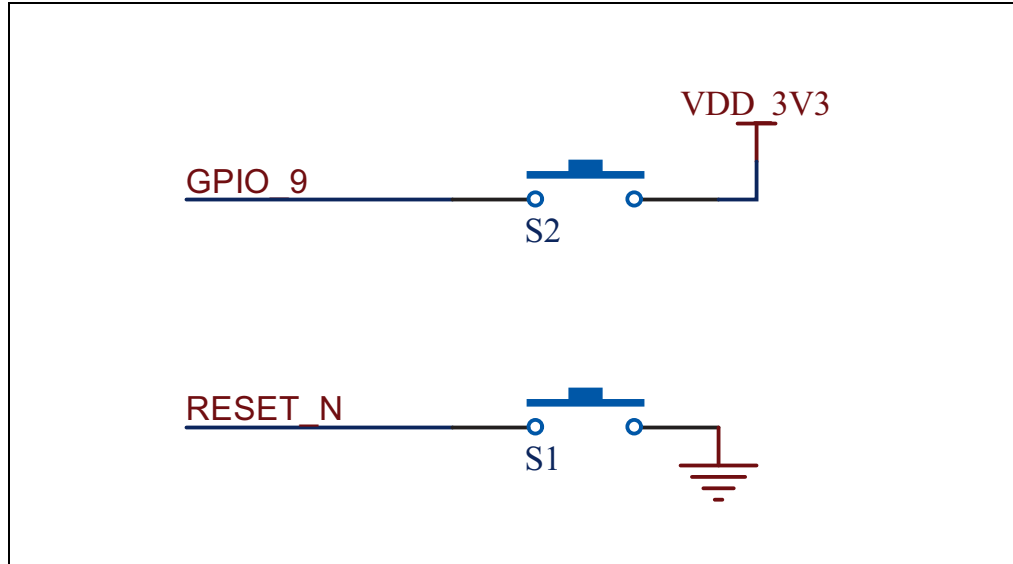 VDD_3V3
GPIO_9
S2
RESET_N
S1